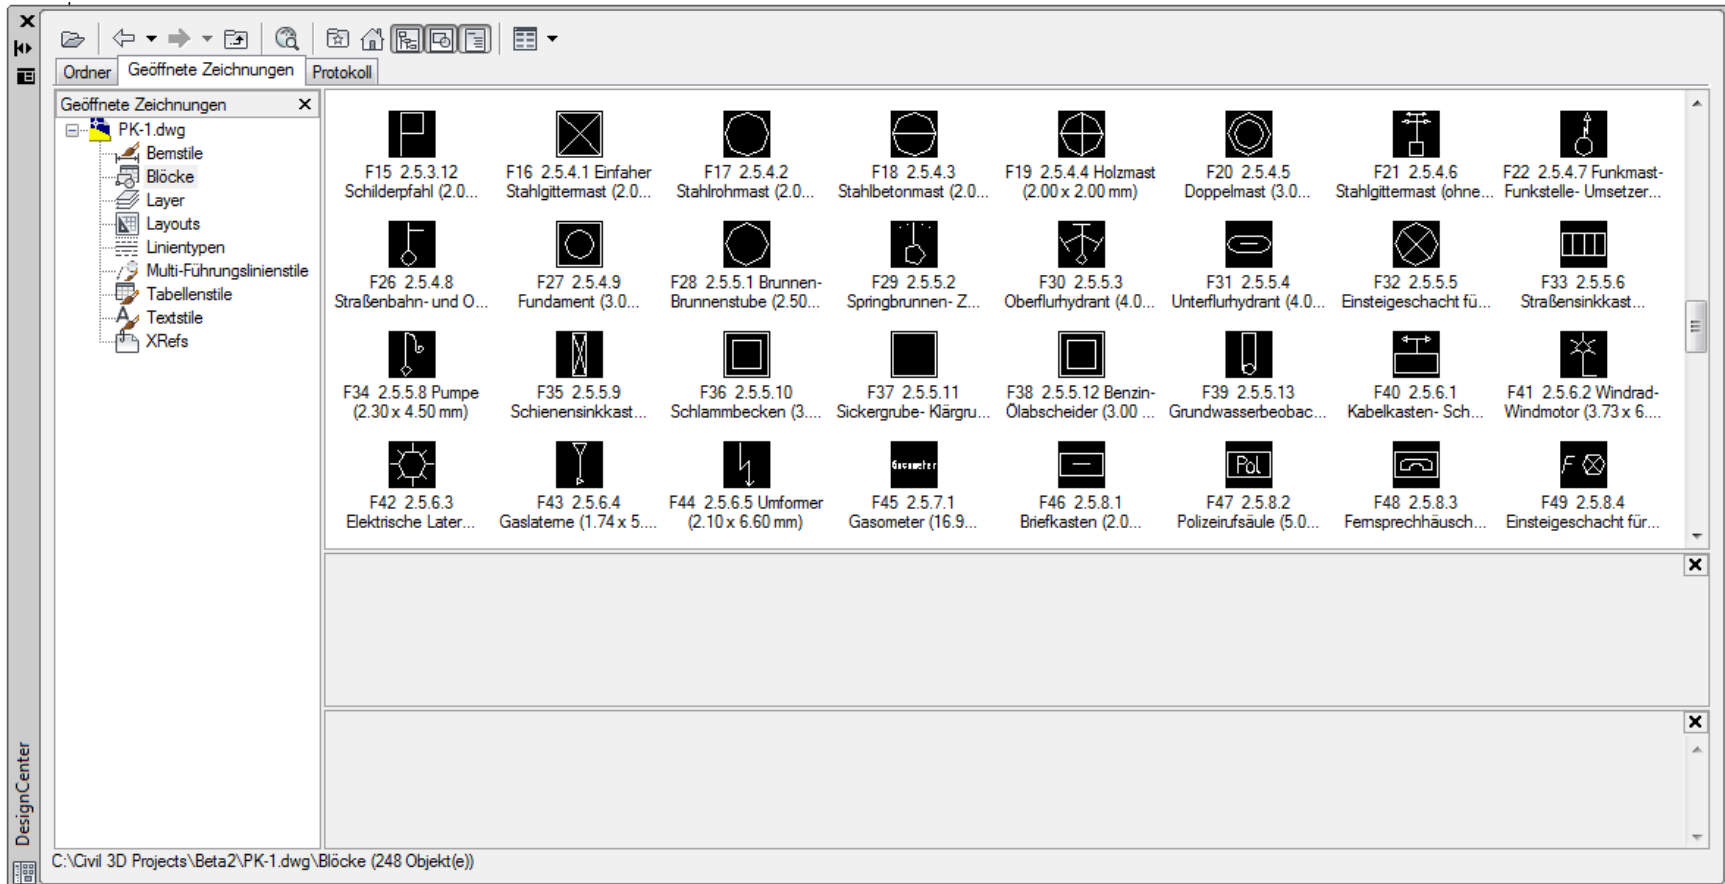 Ordner Geöffnete Zeichnungen Protokoll
Geöffnete Zeichnungen
PK-1.dwg
Bemstile
Blöcke
Layer
Layouts
Linientypen
Multi-Führungslinienstile
Tabellenstile
Textstile
XRefs
F15 2.5.3.12
Schilderpfahl (2.0...
F16 2.5.4.1 Einfaher
Stahlgittermast (2.0...
F17 2.5.4.2
Stahlrohrmast (2.0...
F18 2.5.4.3
Stahlbetonmast (2.0...
F19 2.5.4.4 Holzmast
(2.00 x 2.00 mm)
F20 2.5.4.5
Doppelmast (3.0...
F21 2.5.4.6
Stahlgittermast (ohne...
F22 2.5.4.7 Funkmast-
Funkstelle- Umsetzer...
F26 2.5.4.8
Straßenbahn- und O...
F27 2.5.4.9
Fundament (3.0...
F28 2.5.5.1 Brunnen-
Brunnenstube (2.50...
F29 2.5.5.2
Springbrunnen- Z...
F30 2.5.5.3
Oberflurhydrant (4.0...
F31 2.5.5.4
Unterflurhydrant (4.0...
F32 2.5.5.5
Einsteigeschacht fü...
F33 2.5.5.6
Straßensinkkast...
F34 2.5.5.8 Pumpe
(2.30 x 4.50 mm)
F35 2.5.5.9
Schienensinkkast...
F36 2.5.5.10
Schlammbecken (3....
F37 2.5.5.11
Sickergrube- Klärgru...
F38 2.5.5.12 Benzin-
Ölabscheider (3.00 ...
F39 2.5.5.13
Grundwasserbeobac...
F40 2.5.6.1
Kabelkasten- Sch...
F41 2.5.6.2 Windrad-
Windmotor (3.73 x 6....
F42 2.5.6.3
Elektrische Later...
F43 2.5.6.4
Gaslaterne (1.74 x 5....
F44 2.5.6.5 Umformer
(2.10 x 6.60 mm)
Gasometer
F45 2.5.7.1
Gasometer (16.9...
F46 2.5.8.1
Briefkasten (2.0...
Pol
F47 2.5.8.2
Polizeirufsäule (5.0...
F48 2.5.8.3
Fernsprechhäusch...
F
F49 2.5.8.4
Einsteigeschacht für...
DesignCenter
C:\Civil 3D Projects\Beta2\PK-1.dwg\Blöcke (248 Objekt(e))